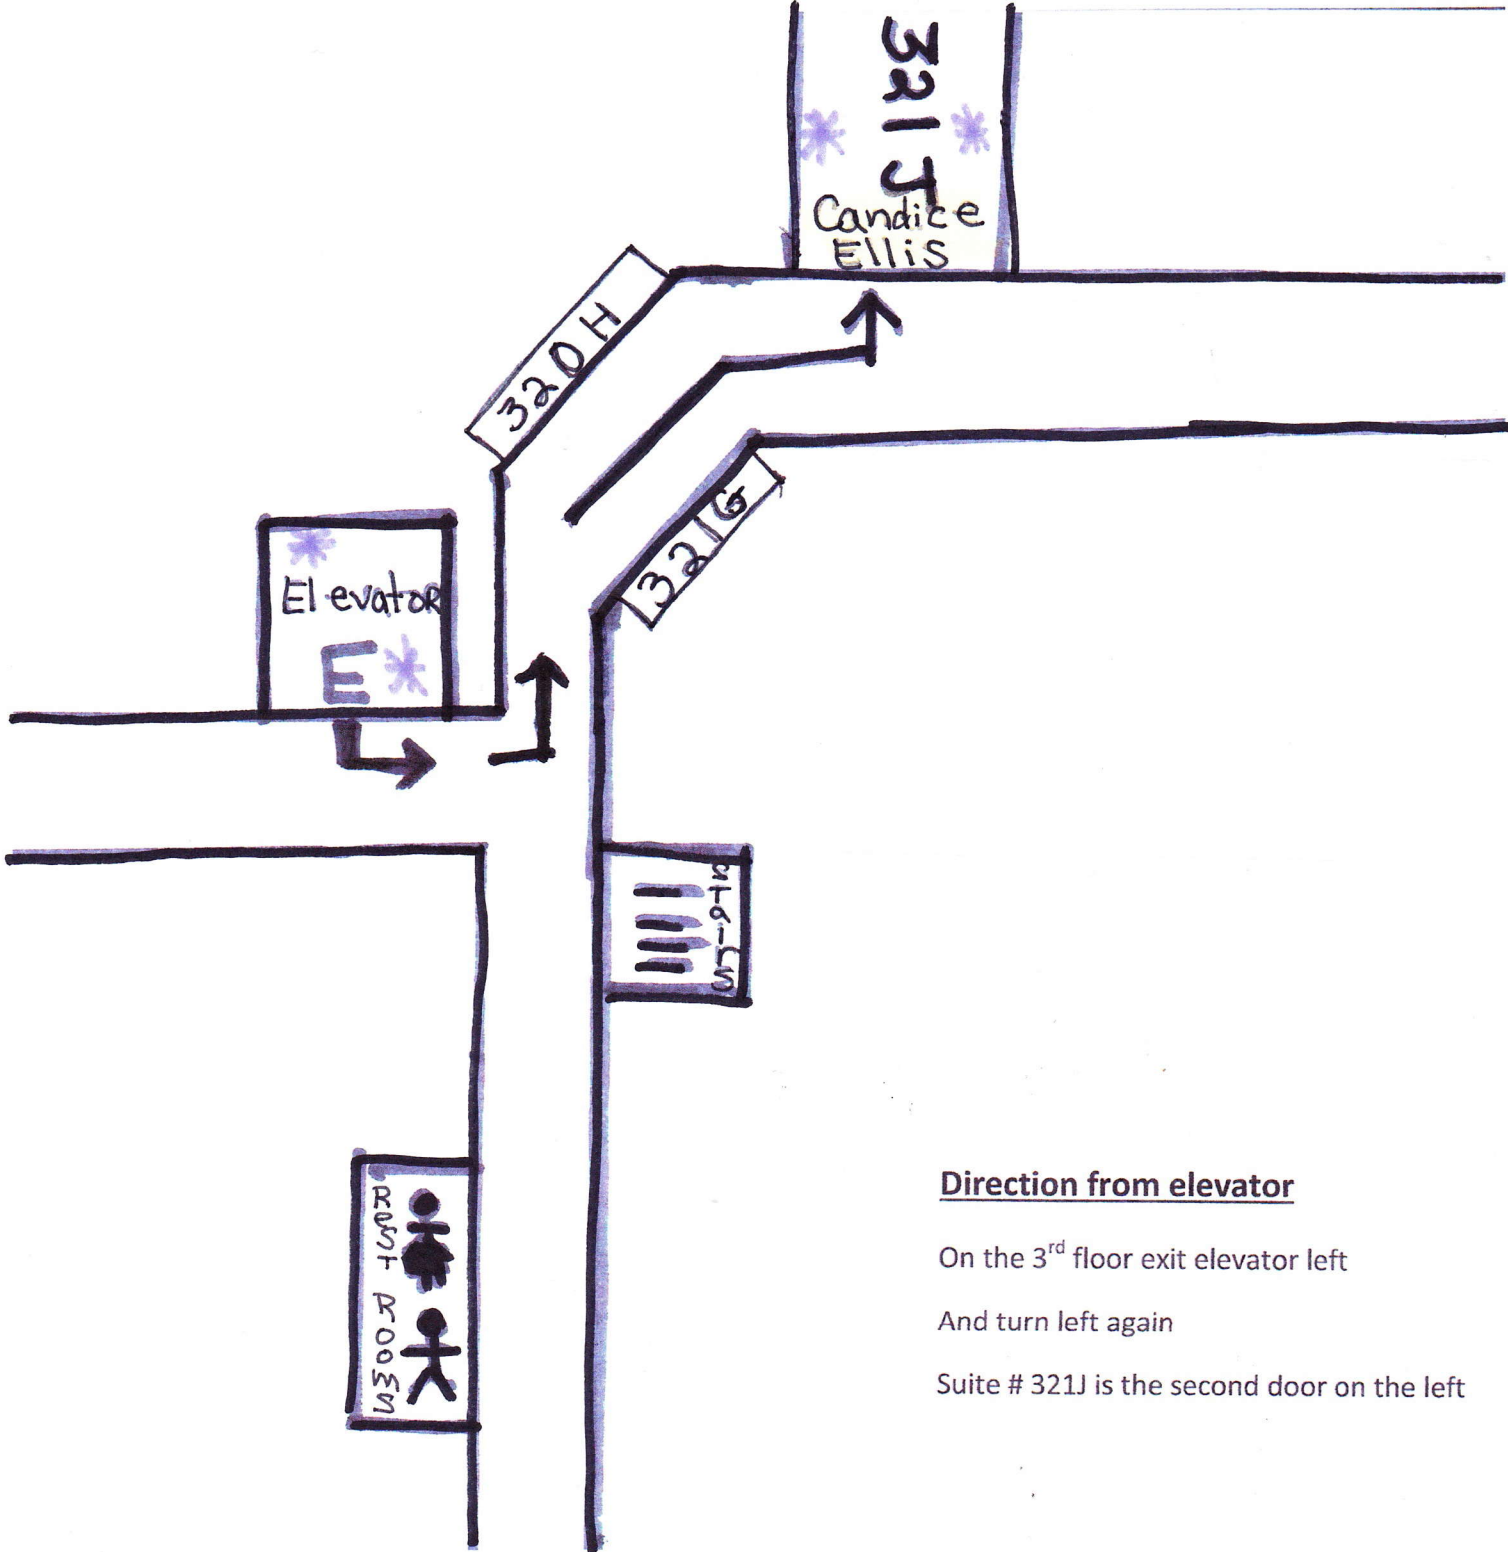 321J
Candice
Ellis
320H
321G
Elevator
E
Stairs
Rest Rooms
Direction from elevator
On the 3rd floor exit elevator left
And turn left again
Suite # 321J is the second door on the left